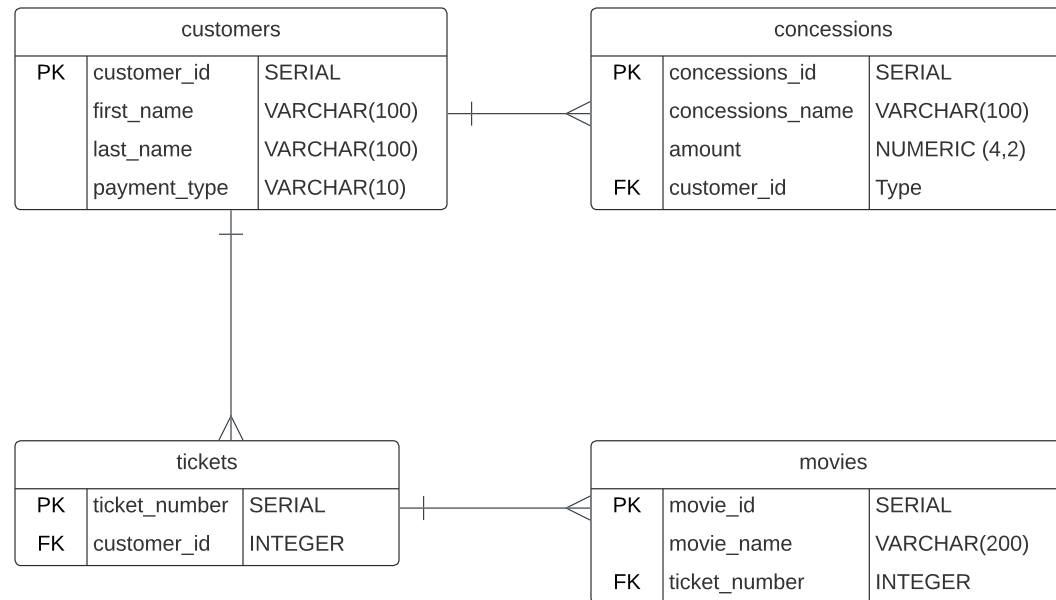 customers
PK customer_id SERIAL
first_name VARCHAR(100)
last_name VARCHAR(100)
payment_type VARCHAR(10)
concessions
PK concessions_id SERIAL
concessions_name VARCHAR(100)
amount NUMERIC (4,2)
FK customer_id Type
tickets
PK ticket_number SERIAL
FK customer_id INTEGER
movies
PK movie_id SERIAL
movie_name VARCHAR(200)
FK ticket_number INTEGER